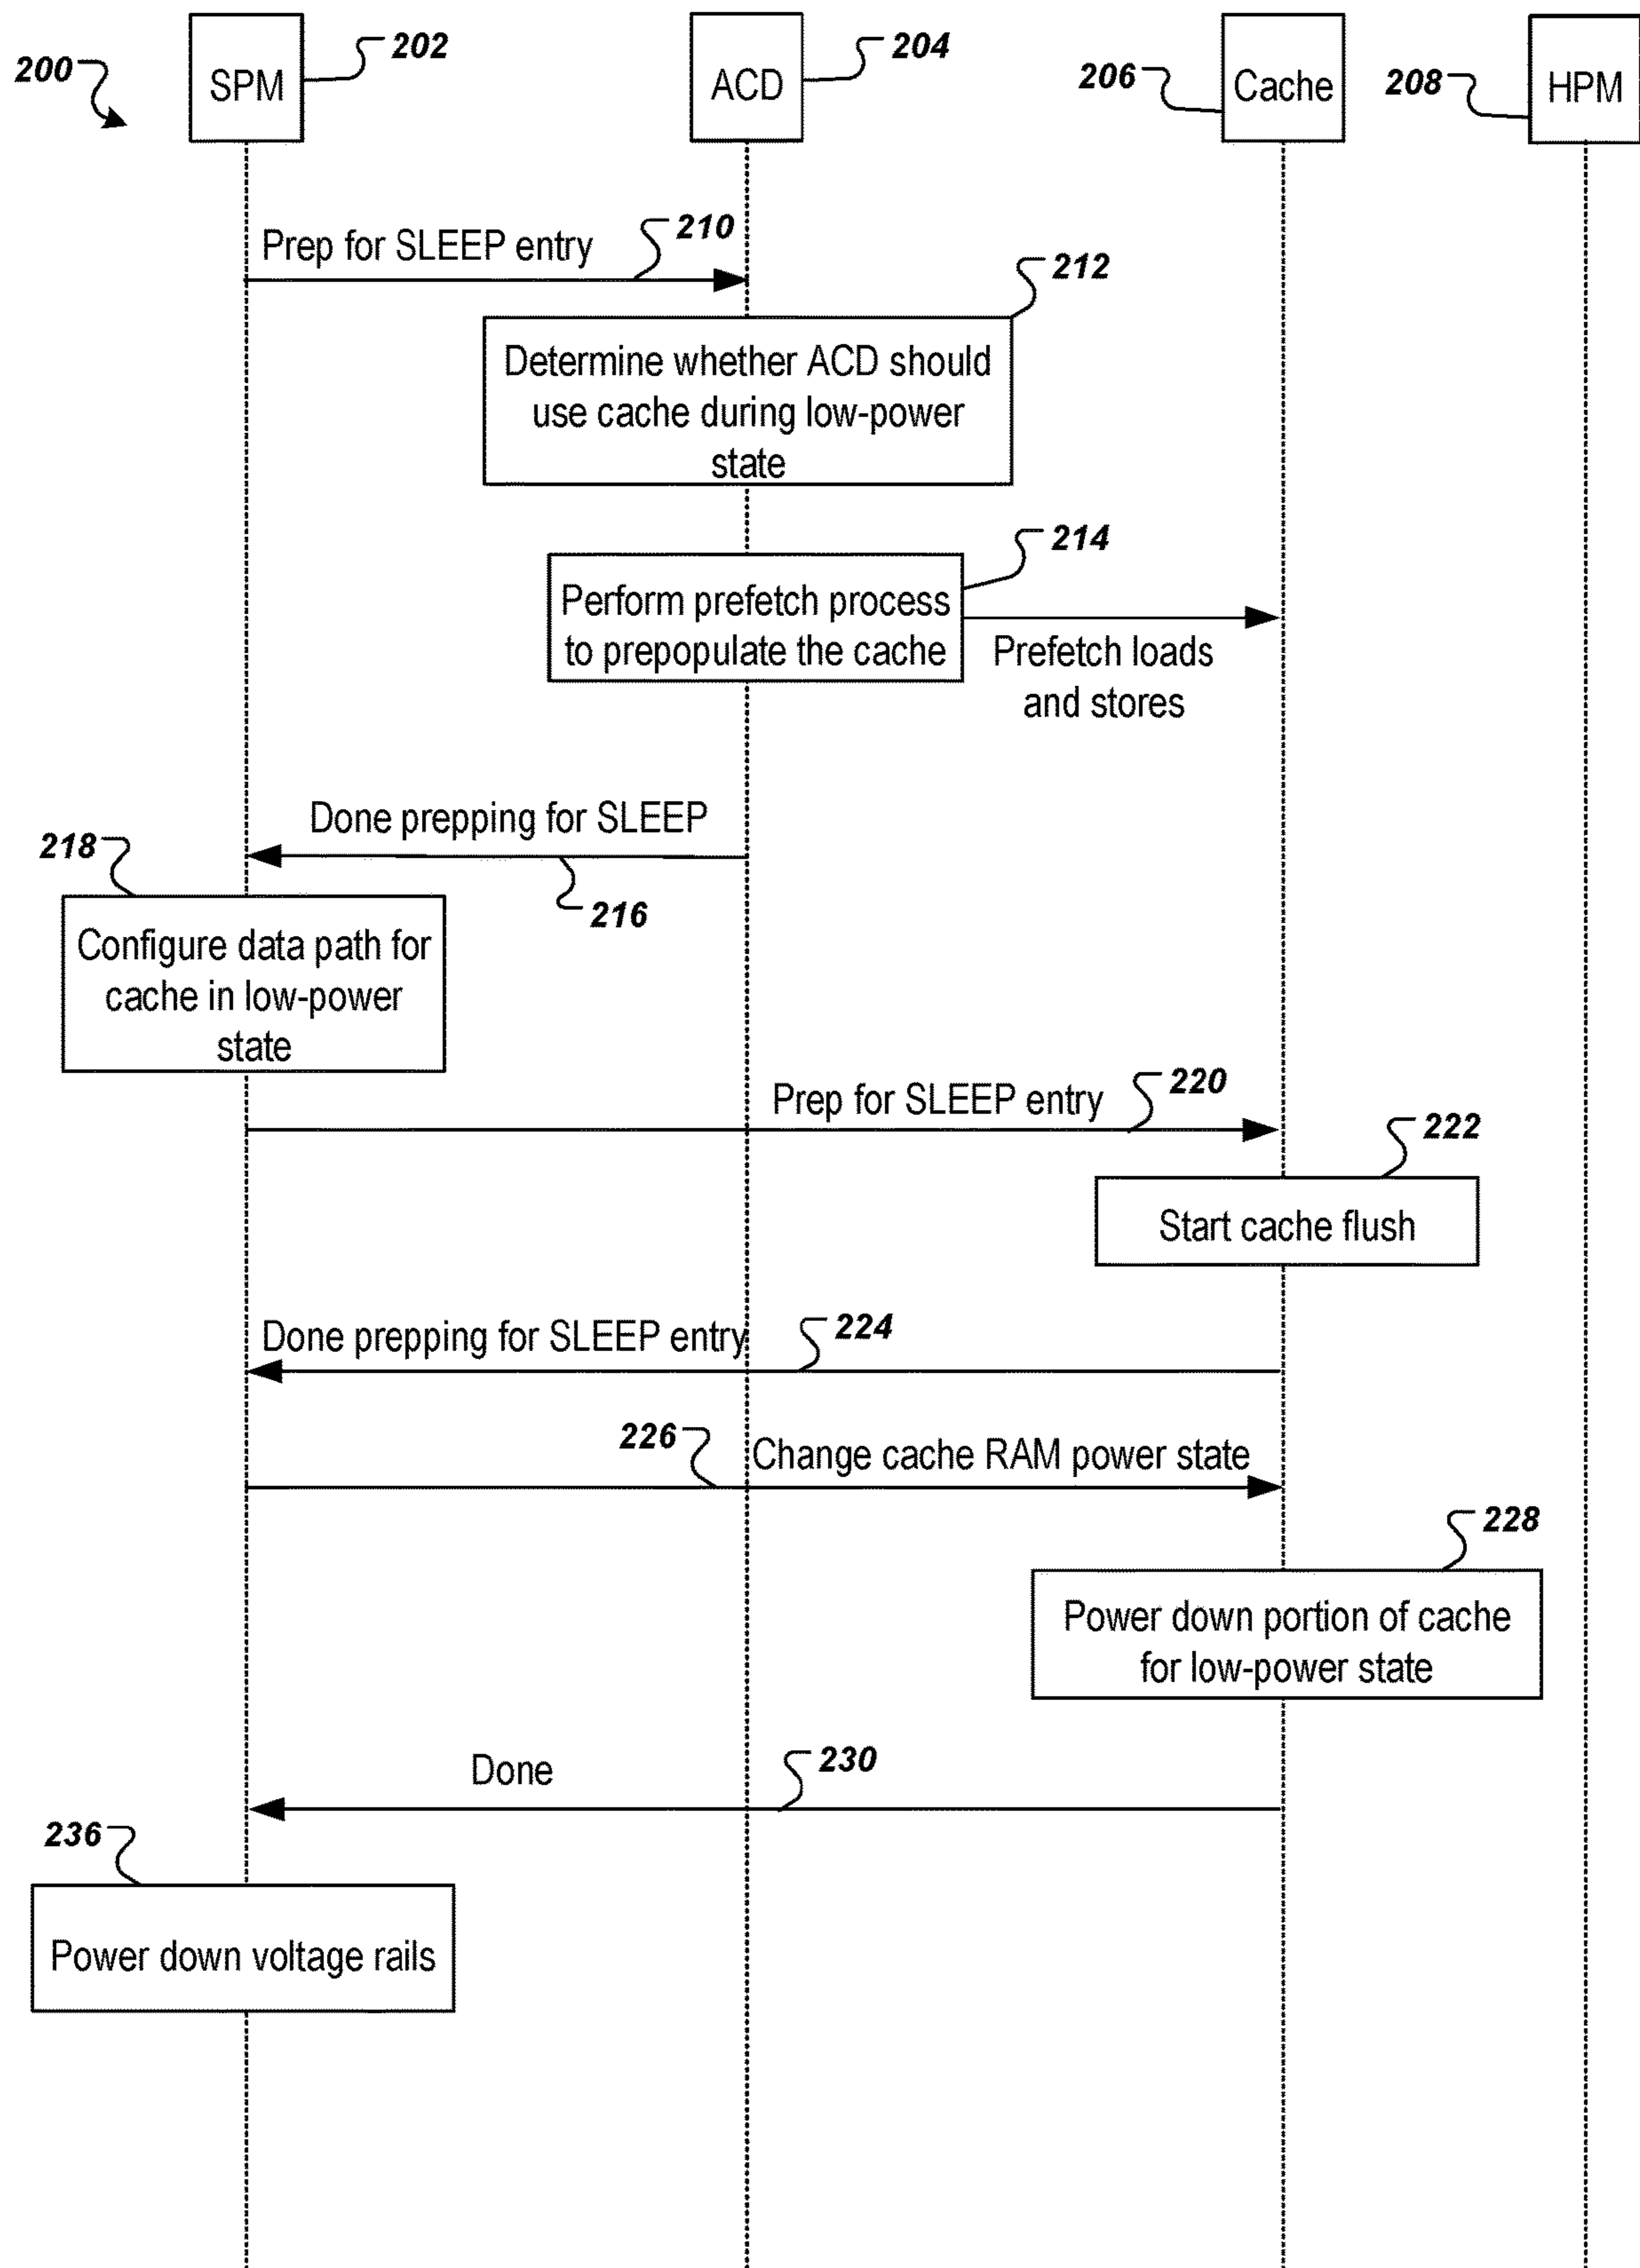 200
SPM
202
ACD
204
206
Cache
208
HPM
Prep for SLEEP entry
210
212
Determine whether ACD should
use cache during low-power
state
214
Perform prefetch process
to prepopulate the cache
Prefetch loads
and stores
Done prepping for SLEEP
216
218
Configure data path for
cache in low-power
state
Prep for SLEEP entry
220
222
Start cache flush
Done prepping for SLEEP entry
224
226
Change cache RAM power state
228
Power down portion of cache
for low-power state
Done
230
236
Power down voltage rails